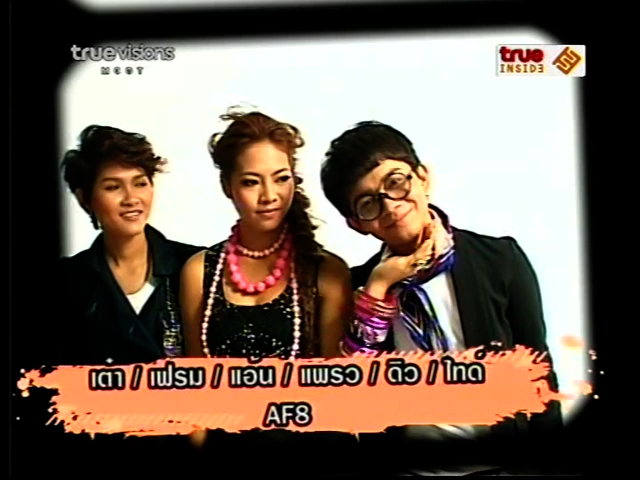 truevisions
MCOT
true
INSIDE
เต๋า / เฟรม / แอ้น / แพรว / ดิว / ไทด์
AF8